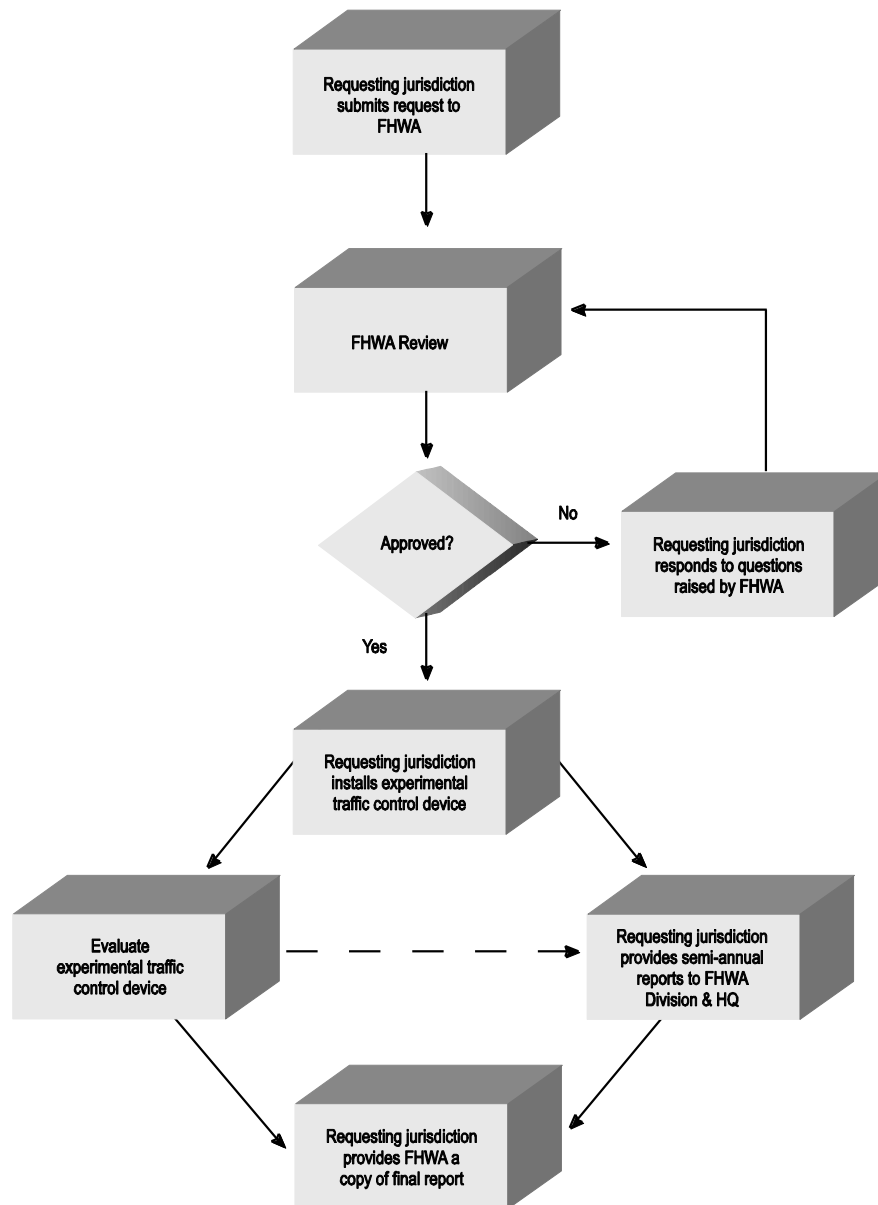 Requesting jurisdiction
submits request to
FHWA
FHWA Review
Approved?
No
Requesting jurisdiction
responds to questions
raised by FHWA
Yes
Requesting jurisdiction
installs experimental
traffic control device
Evaluate
experimental traffic
control device
Requesting jurisdiction
provides semi-annual
reports to FHWA
Division & HQ
Requesting jurisdiction
provides FHWA a
copy of final report